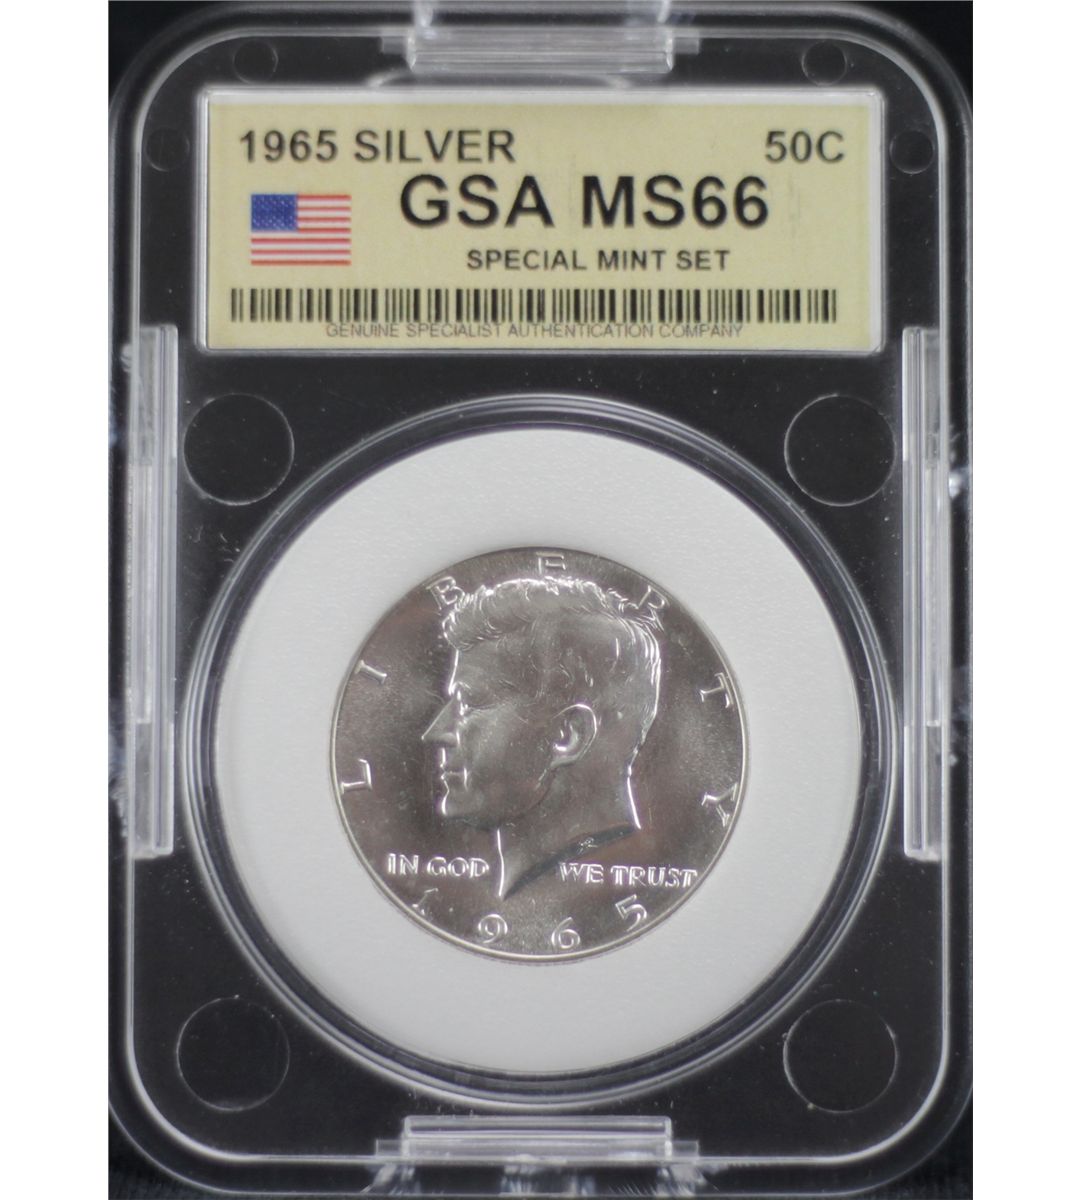 1965 SILVER 50C
GSA MS66
SPECIAL MINT SET
GENUINE SPECIALIST AUTHENTICATION COMPANY
LIBERTY
IN GOD WE TRUST
1965